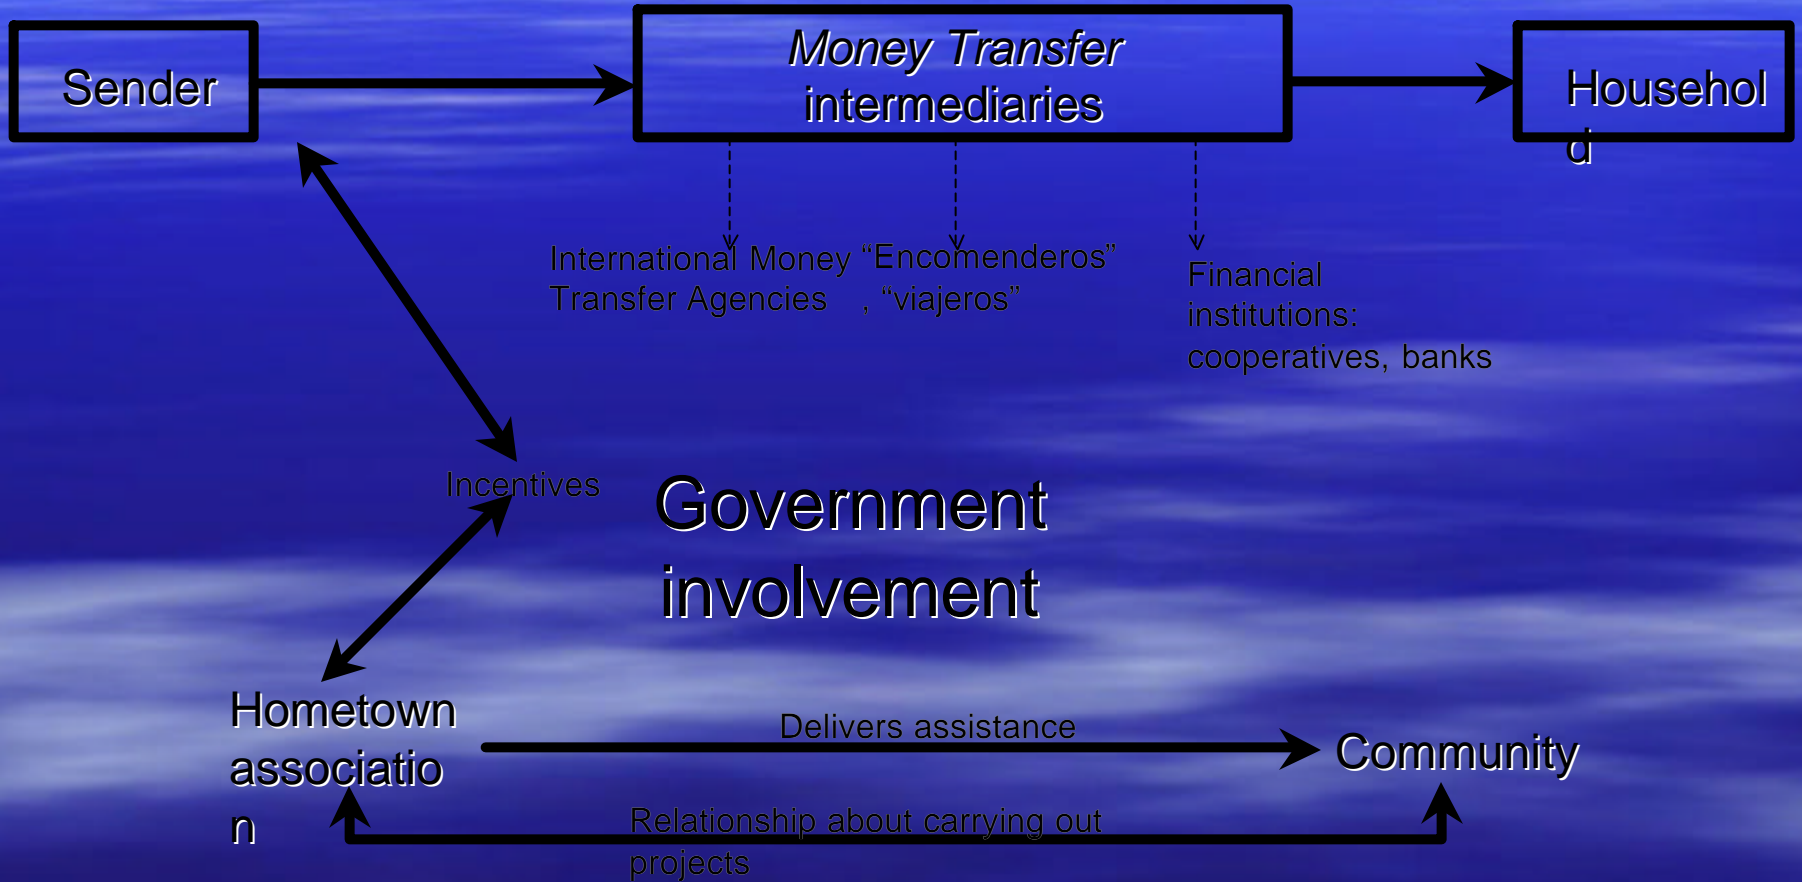 Sender
Money Transfer
intermediaries
Househol
d
International Money
Transfer Agencies
“Encomenderos”
, “viajeros”
Financial
institutions:
cooperatives, banks
Incentives
Government
involvement
Hometown
associatio
n
Delivers assistance
Community
Relationship about carrying out
projects